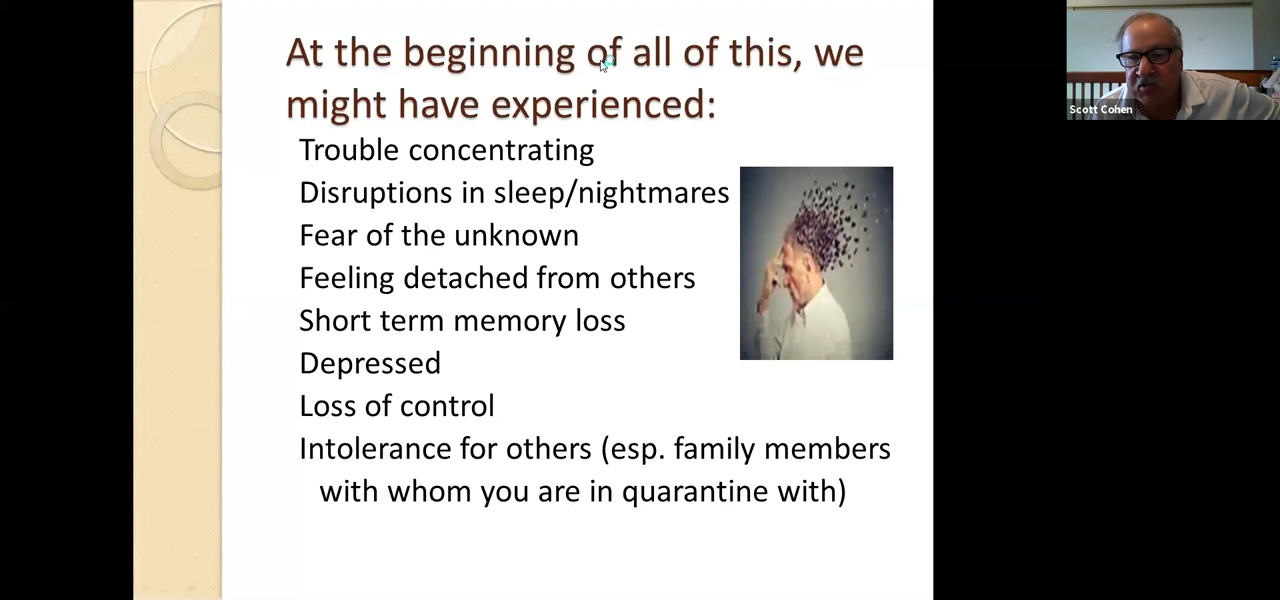 At the beginning of all of this, we
might have experienced:
Trouble concentrating
Disruptions in sleep/nightmares
Fear of the unknown
Feeling detached from others
Short term memory loss
Depressed
Loss of control
Intolerance for others (esp. family members
with whom you are in quarantine with)
Scott Cohen